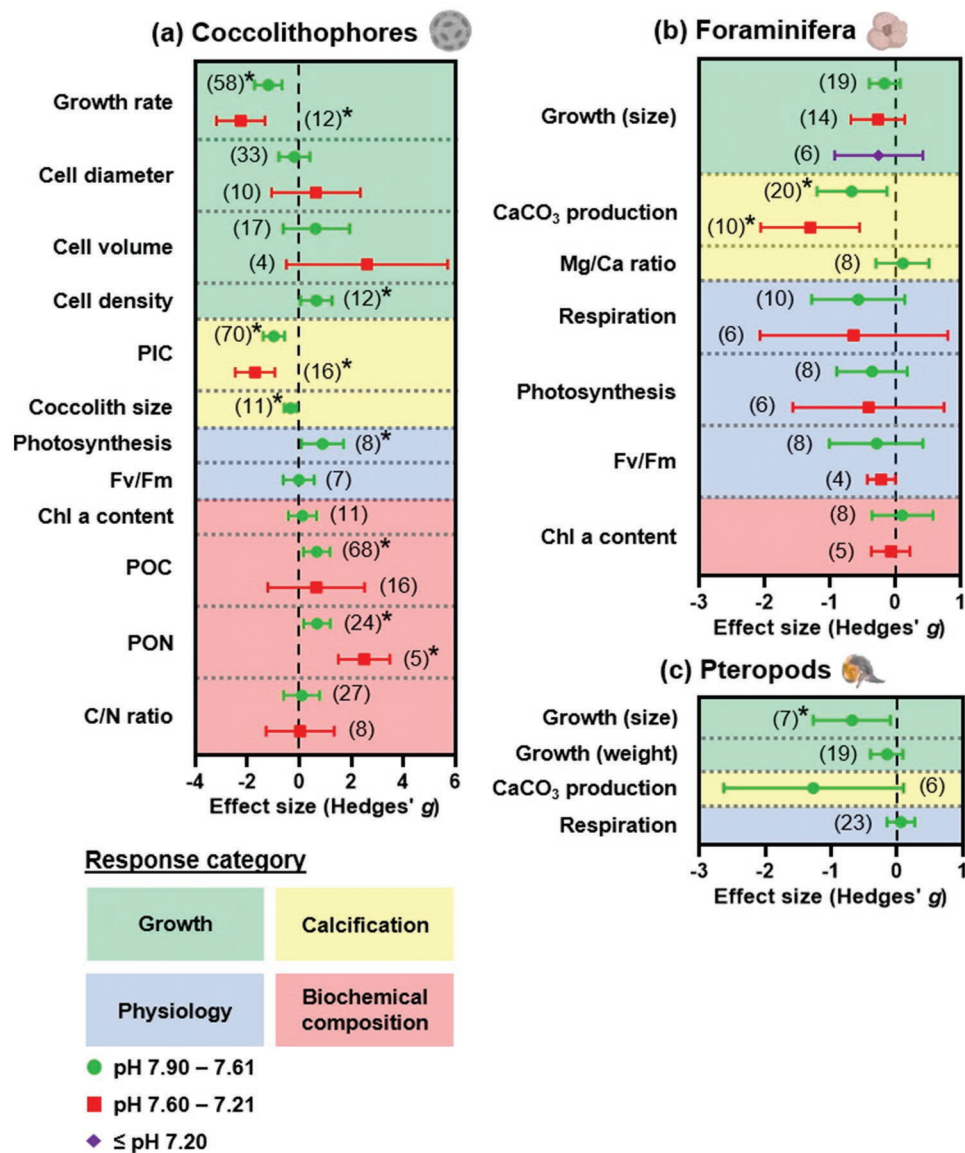 (a) Coccolithophores
Growth rate
(58)*
(12)*
Cell diameter
(33)
(10)
Cell volume
(17)
(4)
Cell density
(12)*
PIC
(70)*
(16)*
Coccolith size
(11)*
Photosynthesis
(8)*
Fv/Fm
(7)
Chl a content
(11)
POC
(68)*
(16)
PON
(24)*
(5)*
C/N ratio
(27)
(8)
-4 -2 0 2 4 6
Effect size (Hedges' g)
(b) Foraminifera
Growth (size)
(19)
(14)
(6)
CaCO₃ production
(20)*
(10)*
Mg/Ca ratio
(8)
Respiration
(10)
(6)
Photosynthesis
(8)
(6)
Fv/Fm
(8)
(4)
Chl a content
(8)
(5)
-3 -2 -1 0 1
Effect size (Hedges' g)
(c) Pteropods
Growth (size)
(7)*
Growth (weight)
(19)
CaCO₃ production
(6)
Respiration
(23)
-3 -2 -1 0 1
Effect size (Hedges' g)
Response category
Growth
Calcification
Physiology
Biochemical
composition
pH 7.90 – 7.61
pH 7.60 – 7.21
≤ pH 7.20